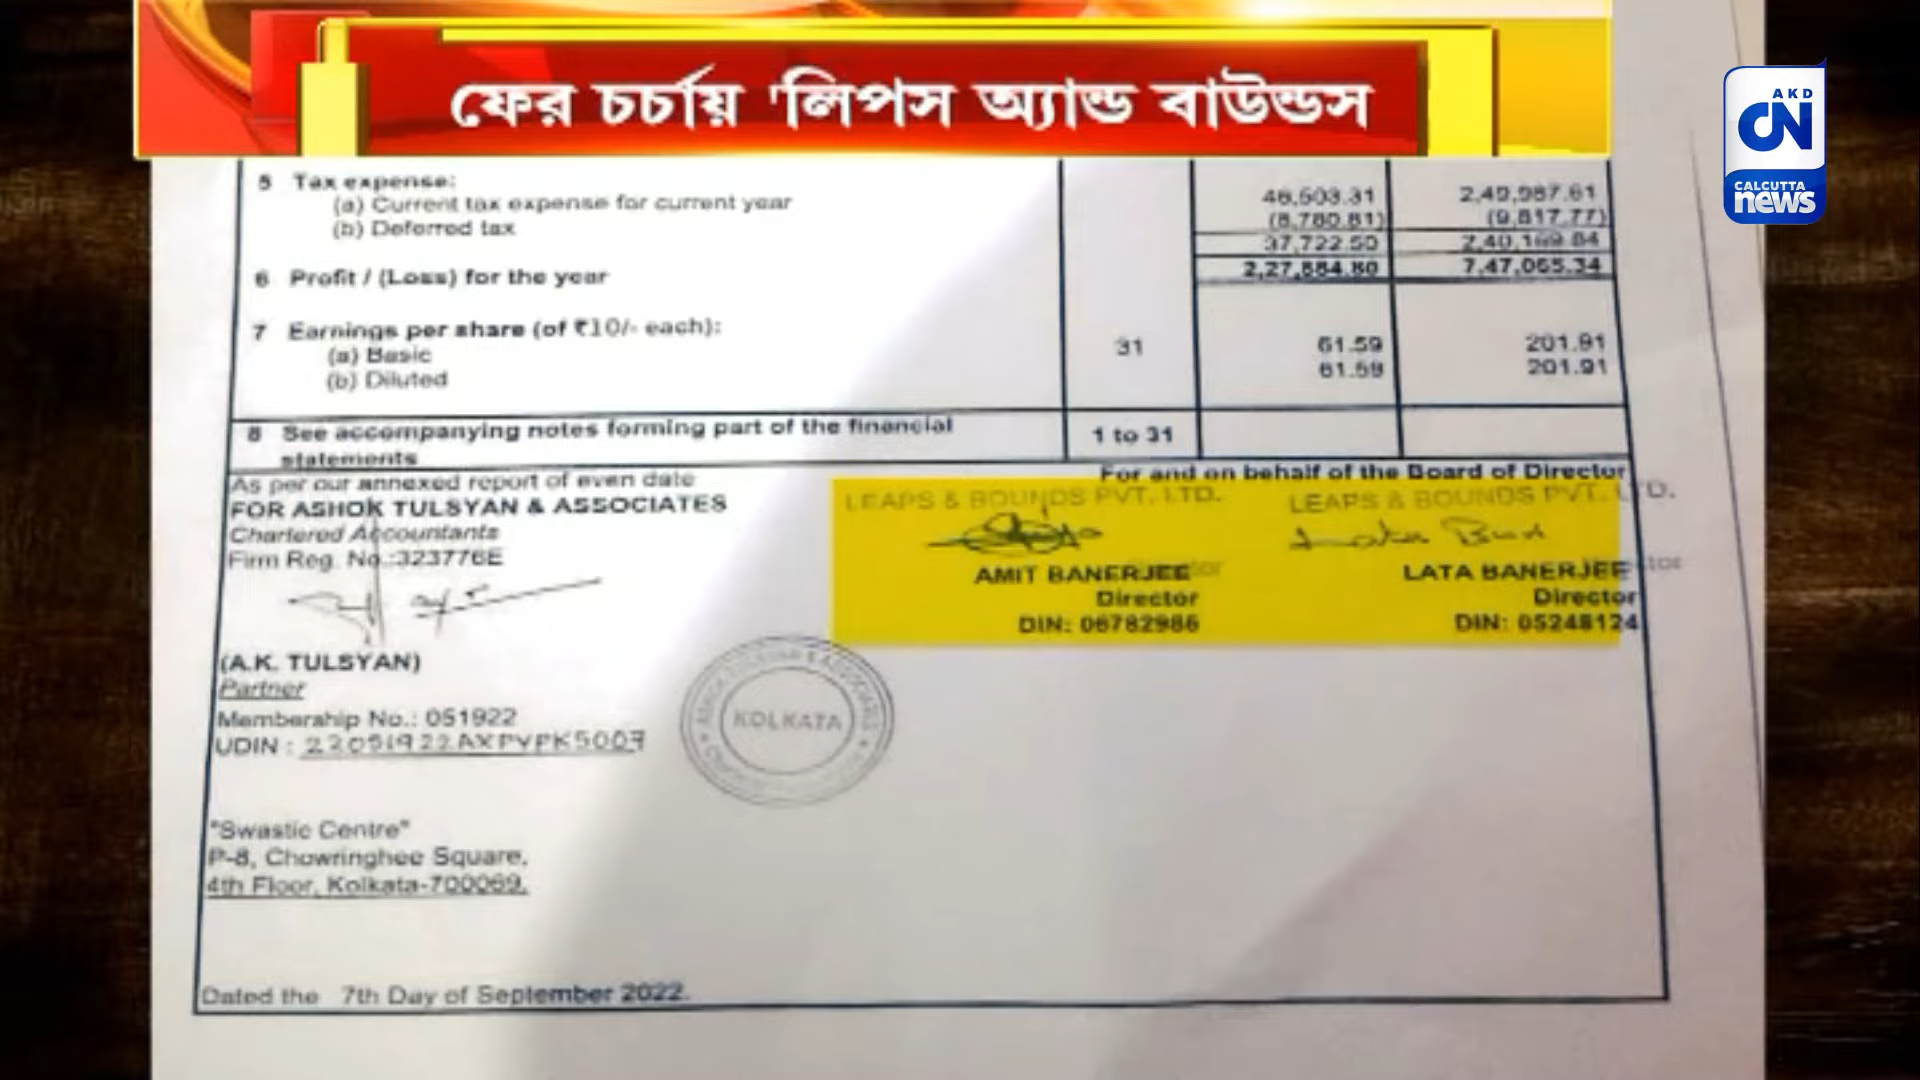 ফের চর্চায় 'লিপস অ্যান্ড বাউন্ডস
AKD
CN
CALCUTTA
news
5 Tax expense:
(a) Current tax expense for current year 46,503.31 2,49,987.61
(b) Deferred tax (8,780.81) (9,817.77)
37,722.50 2,40,169.84
6 Profit / (Loss) for the year 2,27,884.80 7,47,065.34
7 Earnings per share (of ₹10/- each):
(a) Basic 31 61.59 201.91
(b) Diluted 61.59 201.91
8 See accompanying notes forming part of the financial 1 to 31
statements
As per our annexed report of even date
For and on behalf of the Board of Director
FOR ASHOK TULSYAN & ASSOCIATES
Chartered Accountants
Firm Reg. No.:323776E
LEAPS & BOUNDS PVT. LTD.
AMIT BANERJEE
Director
DIN: 06782986
LEAPS & BOUNDS PVT. LTD.
LATA BANERJEE
Director
DIN: 05248124
(A.K. TULSYAN)
Partner
Membership No.: 051922
UDIN : 22051922AXPVPK5007
KOLKATA
"Swastic Centre"
P-8, Chowringhee Square,
4th Floor, Kolkata-700069.
Dated the 7th Day of September 2022.